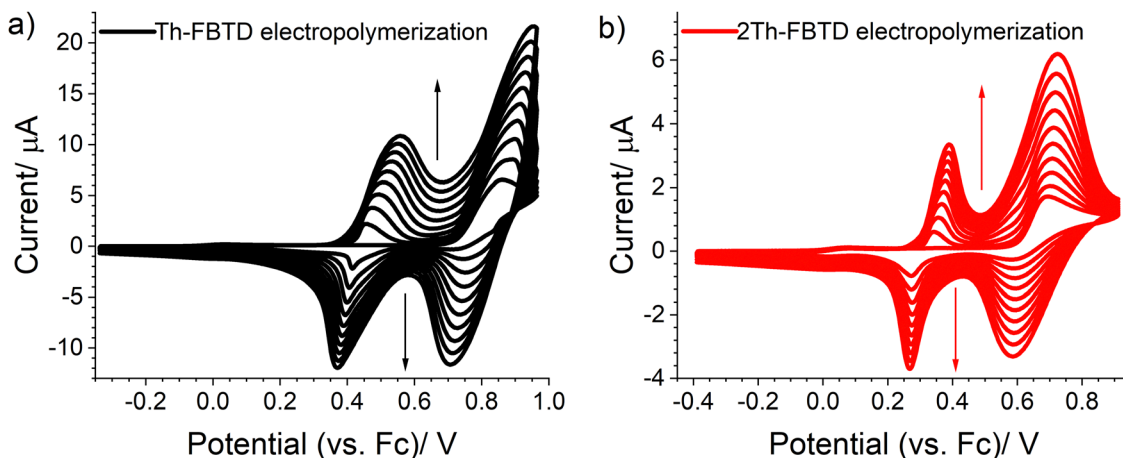 a)
Th-FBTD electropolymerization
20
15
10
5
0
-5
-10
Current/ μA
-0.2 0.0 0.2 0.4 0.6 0.8 1.0
Potential (vs. Fc)/ V
b)
2Th-FBTD electropolymerization
6
4
2
0
-2
-4
Current/ μA
-0.4 -0.2 0.0 0.2 0.4 0.6 0.8
Potential (vs. Fc)/ V